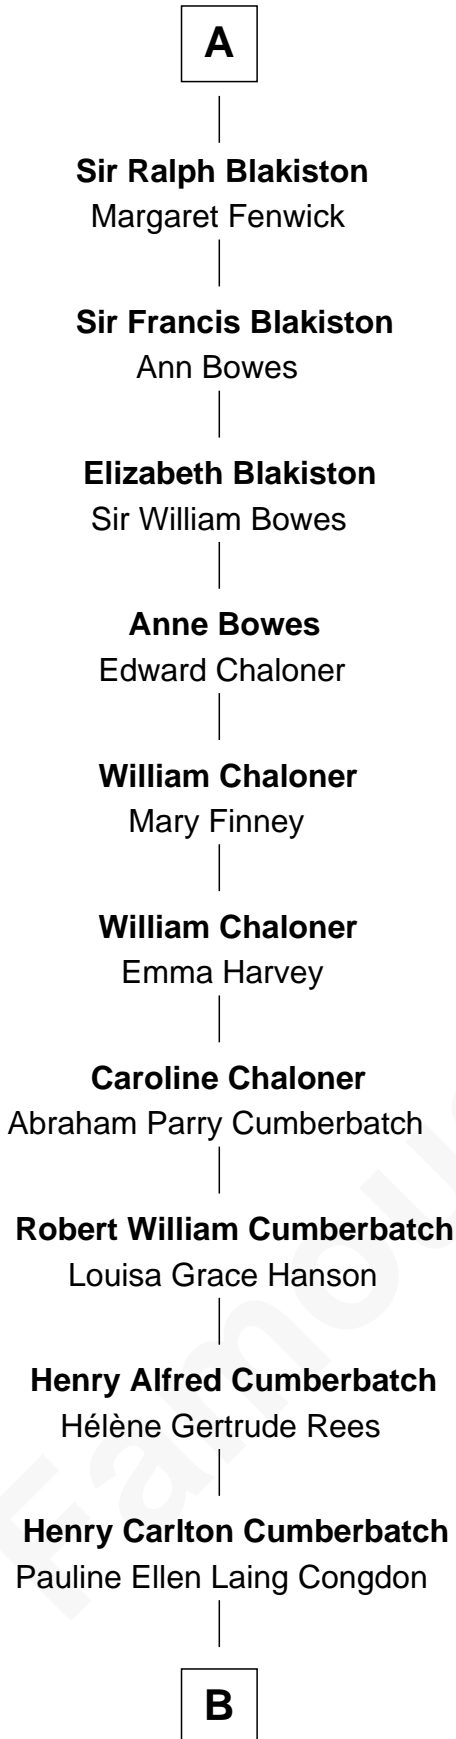 A
Sir Ralph Blakiston
Margaret Fenwick
Sir Francis Blakiston
Ann Bowes
Elizabeth Blakiston
Sir William Bowes
Anne Bowes
Edward Chaloner
William Chaloner
Mary Finney
William Chaloner
Emma Harvey
Caroline Chaloner
Abraham Parry Cumberbatch
Robert William Cumberbatch
Louisa Grace Hanson
Henry Alfred Cumberbatch
Hélène Gertrude Rees
Henry Carlton Cumberbatch
Pauline Ellen Laing Congdon
B
Famous